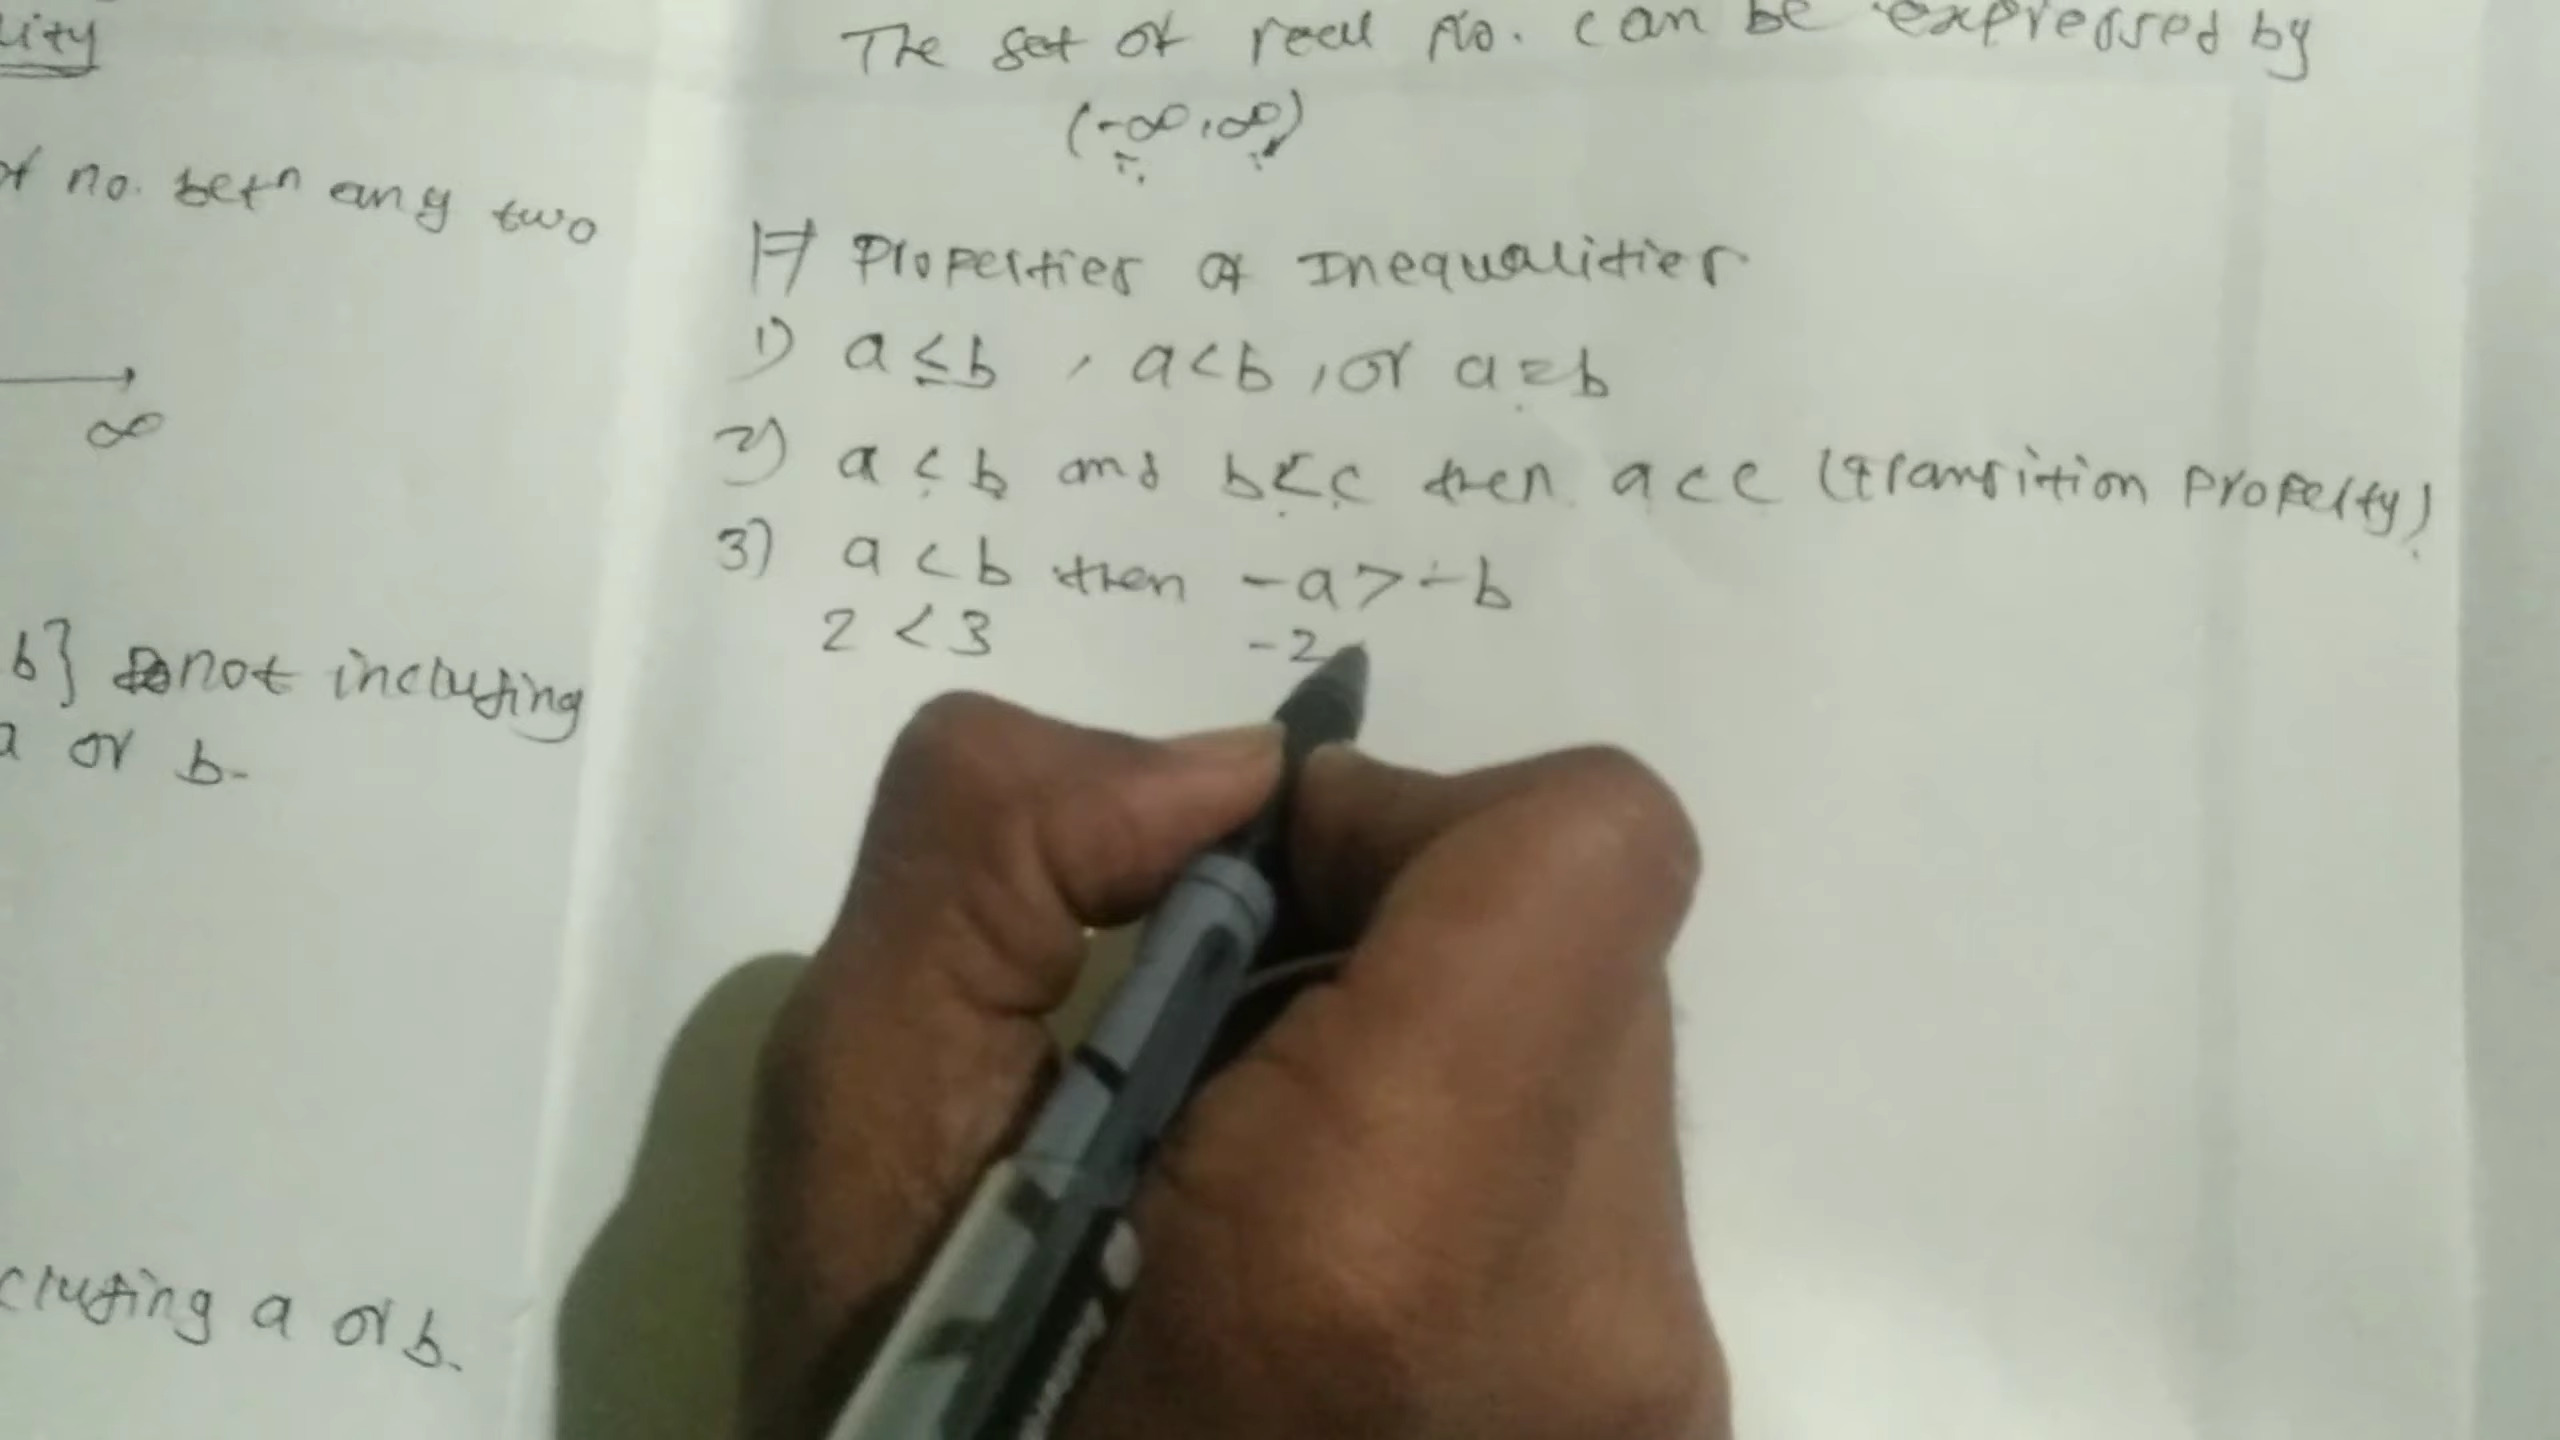 lity
of no. betn any two
∞
b} not including
a or b.
cluding a or b.
The set of real no. can be expressed by
(-∞,∞)
Properties of Inequalities
1) a ≤ b , a < b , or a = b
2) a < b and b < c then a < c (transition property)
3) a < b then -a > -b
2 < 3 -2